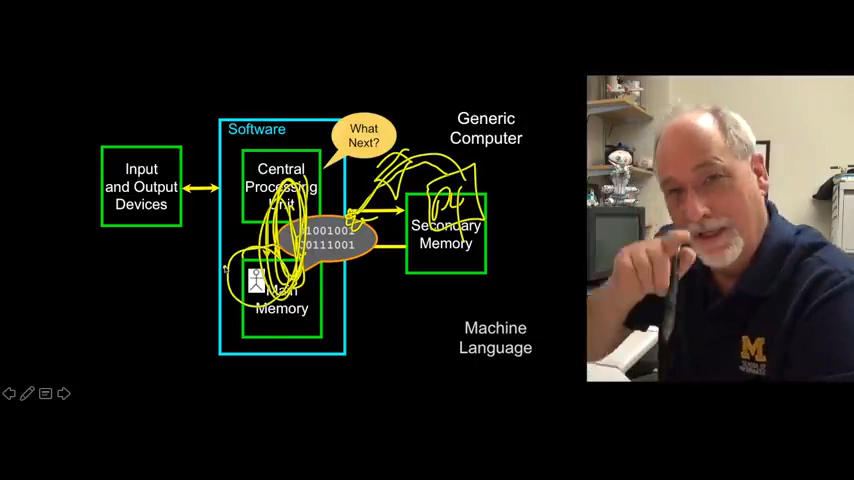 Software
What
Next?
Generic
Computer
Input
and Output
Devices
Central
Processing
Unit
1001001
00111001
Secondary
Memory
Main
Memory
Machine
Language
M